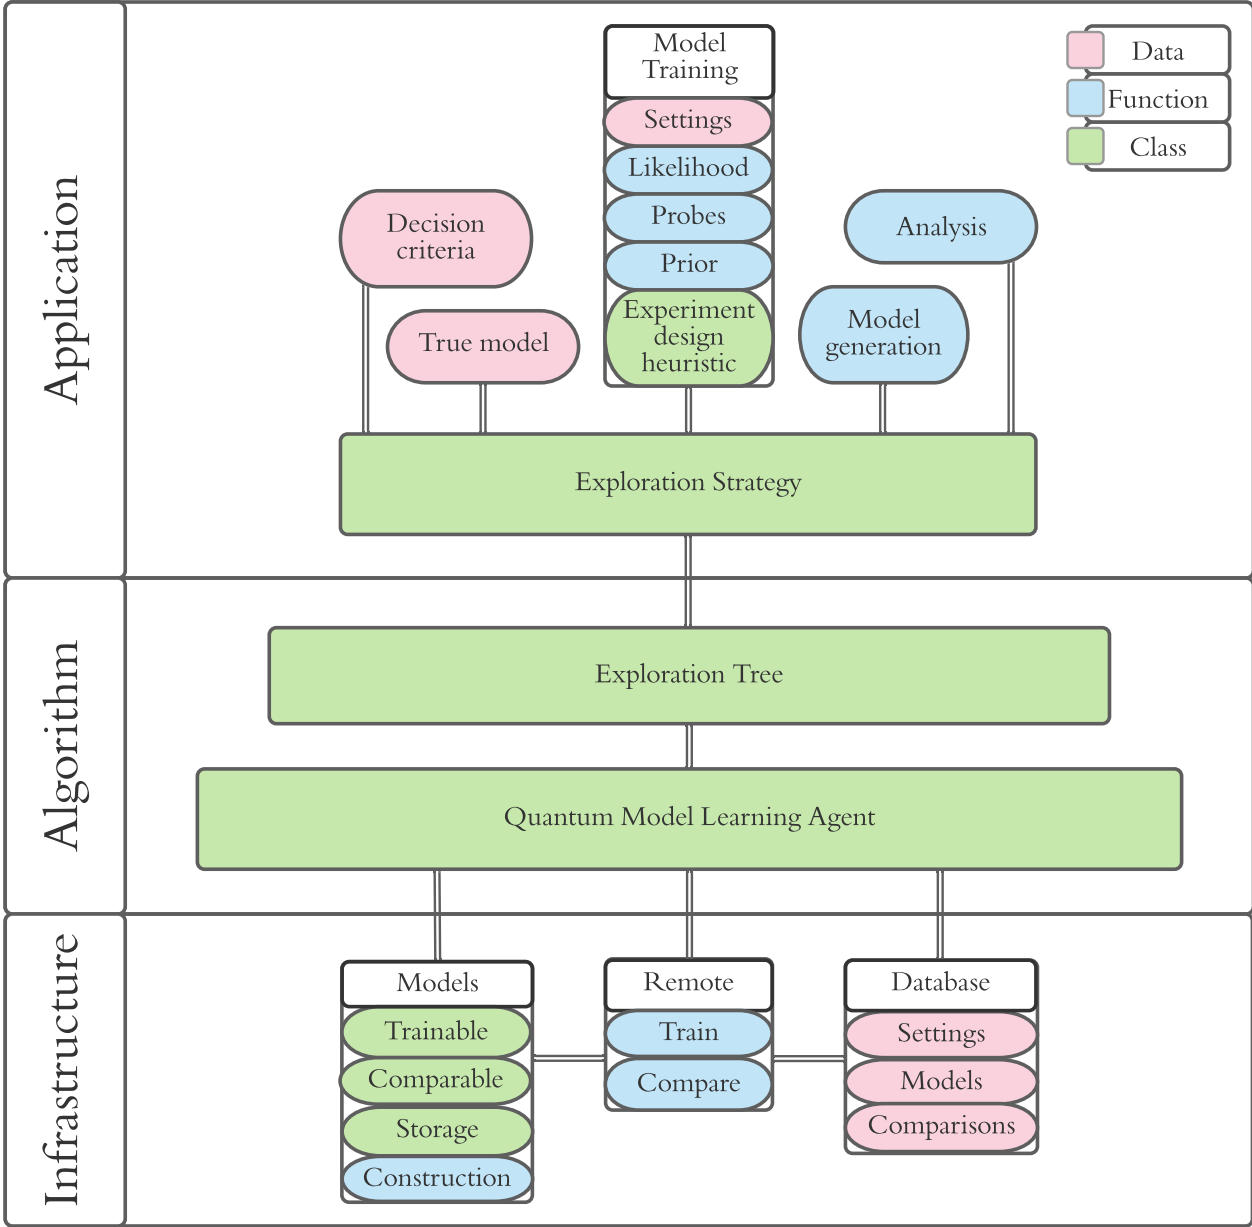 Application
Model
Training
Settings
Likelihood
Probes
Prior
Experiment
design
heuristic
Decision
criteria
True model
Analysis
Model
generation
Data
Function
Class
Exploration Strategy
Algorithm
Exploration Tree
Quantum Model Learning Agent
Infrastructure
Models
Trainable
Comparable
Storage
Construction
Remote
Train
Compare
Database
Settings
Models
Comparisons